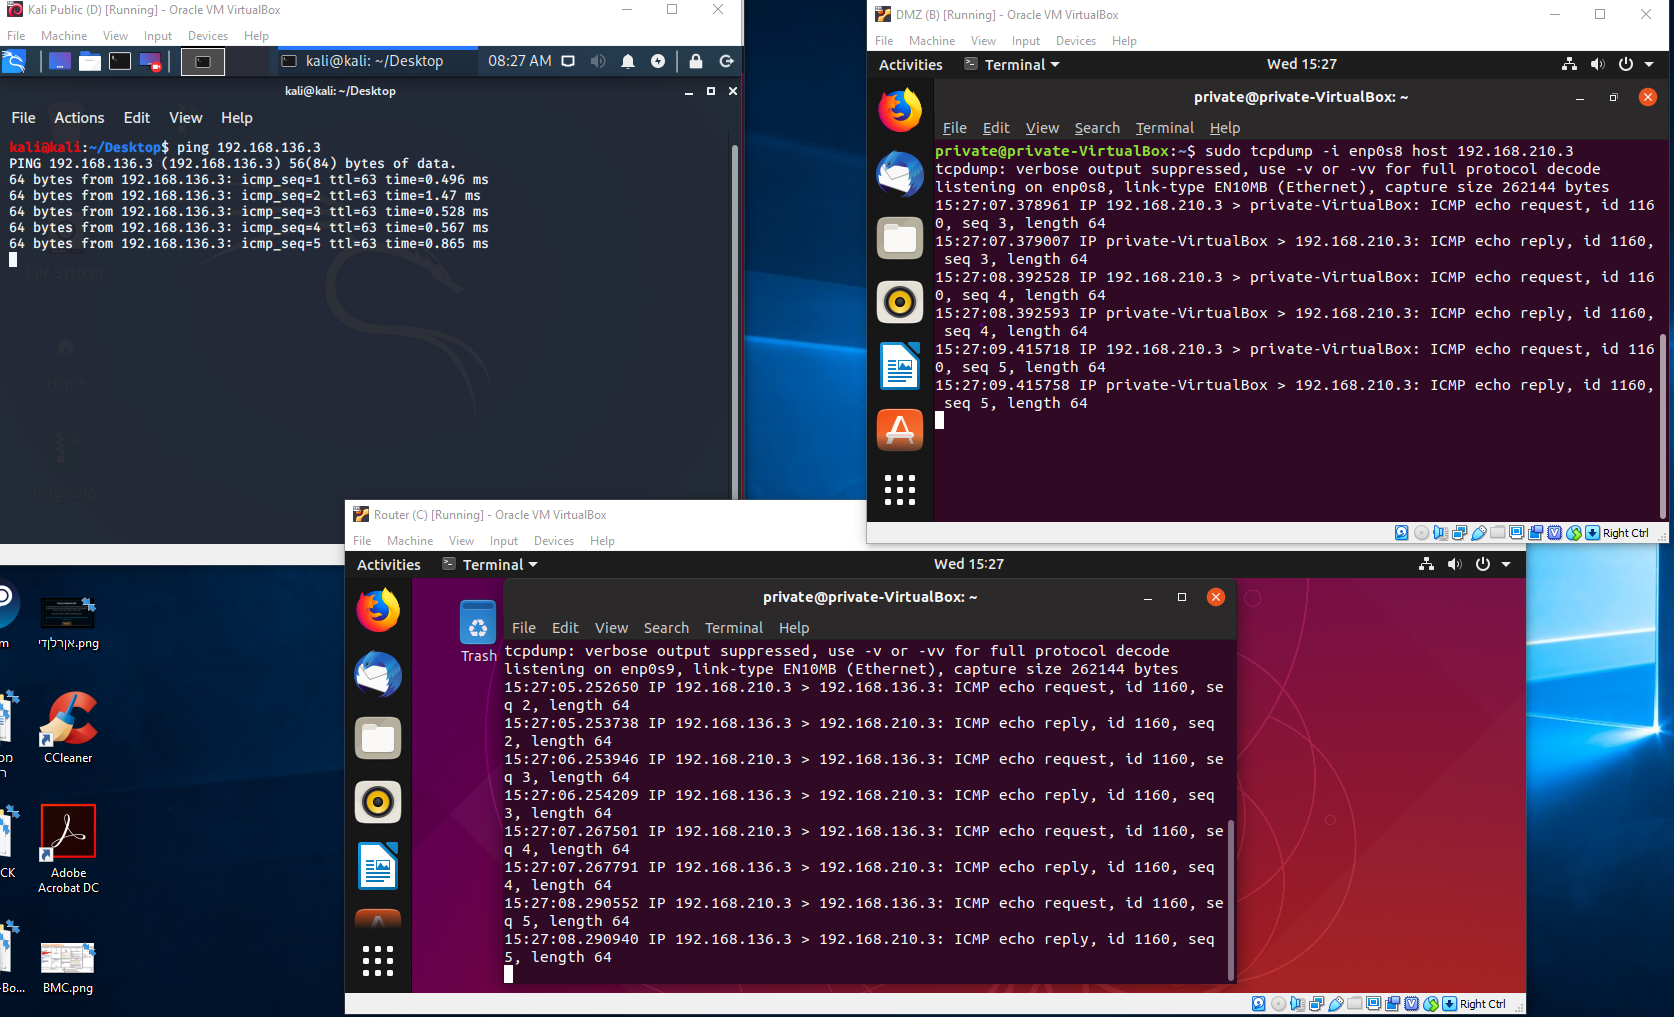 Kali Public (D) [Running] - Oracle VM VirtualBox
File Machine View Input Devices Help
kali@kali: ~/Desktop
08:27 AM
kali@kali: ~/Desktop
File Actions Edit View Help
kali@kali:~/Desktop$ ping 192.168.136.3
PING 192.168.136.3 (192.168.136.3) 56(84) bytes of data.
64 bytes from 192.168.136.3: icmp_seq=1 ttl=63 time=0.496 ms
64 bytes from 192.168.136.3: icmp_seq=2 ttl=63 time=1.47 ms
64 bytes from 192.168.136.3: icmp_seq=3 ttl=63 time=0.528 ms
64 bytes from 192.168.136.3: icmp_seq=4 ttl=63 time=0.567 ms
64 bytes from 192.168.136.3: icmp_seq=5 ttl=63 time=0.865 ms
File System
Home
magic.zip
DMZ (B) [Running] - Oracle VM VirtualBox
File Machine View Input Devices Help
Activities Terminal Wed 15:27
private@private-VirtualBox: ~
File Edit View Search Terminal Help
private@private-VirtualBox:~$ sudo tcpdump -i enp0s8 host 192.168.210.3
tcpdump: verbose output suppressed, use -v or -vv for full protocol decode
listening on enp0s8, link-type EN10MB (Ethernet), capture size 262144 bytes
15:27:07.378961 IP 192.168.210.3 > private-VirtualBox: ICMP echo request, id 116
0, seq 3, length 64
15:27:07.379007 IP private-VirtualBox > 192.168.210.3: ICMP echo reply, id 1160,
seq 3, length 64
15:27:08.392528 IP 192.168.210.3 > private-VirtualBox: ICMP echo request, id 116
0, seq 4, length 64
15:27:08.392593 IP private-VirtualBox > 192.168.210.3: ICMP echo reply, id 1160,
seq 4, length 64
15:27:09.415718 IP 192.168.210.3 > private-VirtualBox: ICMP echo request, id 116
0, seq 5, length 64
15:27:09.415758 IP private-VirtualBox > 192.168.210.3: ICMP echo reply, id 1160,
seq 5, length 64
Right Ctrl
Router (C) [Running] - Oracle VM VirtualBox
File Machine View Input Devices Help
Activities Terminal Wed 15:27
Trash
private@private-VirtualBox: ~
File Edit View Search Terminal Help
tcpdump: verbose output suppressed, use -v or -vv for full protocol decode
listening on enp0s9, link-type EN10MB (Ethernet), capture size 262144 bytes
15:27:05.252650 IP 192.168.210.3 > 192.168.136.3: ICMP echo request, id 1160, se
q 2, length 64
15:27:05.253738 IP 192.168.136.3 > 192.168.210.3: ICMP echo reply, id 1160, seq
2, length 64
15:27:06.253946 IP 192.168.210.3 > 192.168.136.3: ICMP echo request, id 1160, se
q 3, length 64
15:27:06.254209 IP 192.168.136.3 > 192.168.210.3: ICMP echo reply, id 1160, seq
3, length 64
15:27:07.267501 IP 192.168.210.3 > 192.168.136.3: ICMP echo request, id 1160, se
q 4, length 64
15:27:07.267791 IP 192.168.136.3 > 192.168.210.3: ICMP echo reply, id 1160, seq
4, length 64
15:27:08.290552 IP 192.168.210.3 > 192.168.136.3: ICMP echo request, id 1160, se
q 5, length 64
15:27:08.290940 IP 192.168.136.3 > 192.168.210.3: ICMP echo reply, id 1160, seq
5, length 64
Right Ctrl
m
CCleaner
CK
Adobe
Acrobat DC
-Bo...
BMC.png